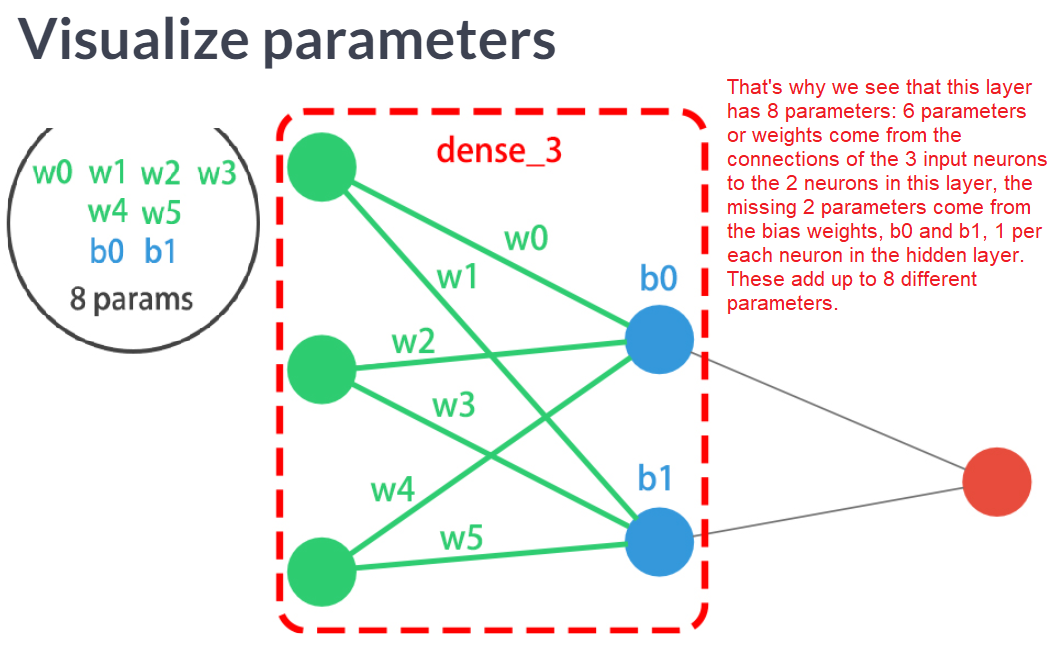 Visualize parameters
w0 w1 w2 w3
w4 w5
b0 b1
8 params
dense_3
w0
w1
b0
w2
w3
w4
b1
w5
That's why we see that this layer
has 8 parameters: 6 parameters
or weights come from the
connections of the 3 input neurons
to the 2 neurons in this layer, the
missing 2 parameters come from
the bias weights, b0 and b1, 1 per
each neuron in the hidden layer.
These add up to 8 different
parameters.